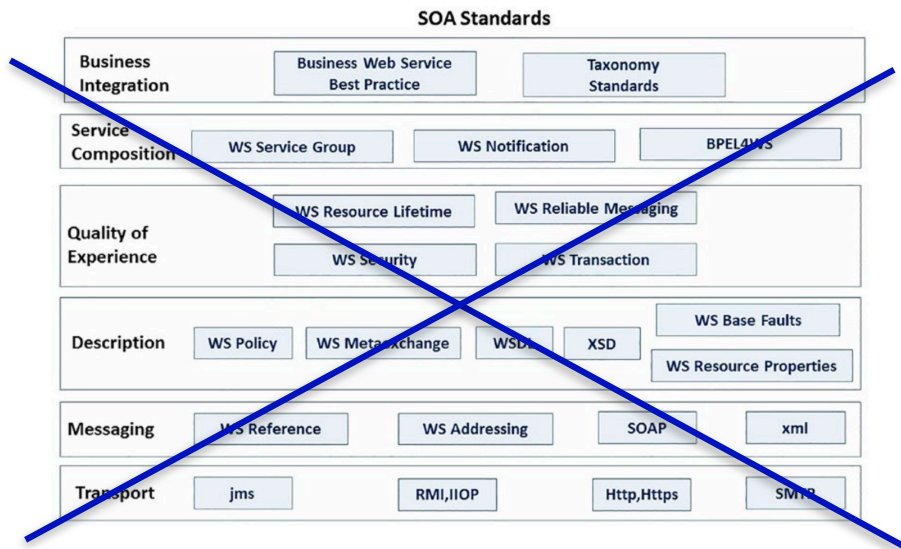 SOA Standards
Business
Integration
Business Web Service
Best Practice
Taxonomy
Standards
Service
Composition
WS Service Group
WS Notification
BPEL4WS
Quality of
Experience
WS Resource Lifetime
WS Reliable Messaging
WS Security
WS Transaction
Description
WS Policy
WS Metaexchange
WSDL
XSD
WS Base Faults
WS Resource Properties
Messaging
WS Reference
WS Addressing
SOAP
xml
Transport
jms
RMI,IIOP
Http,Https
SMTP